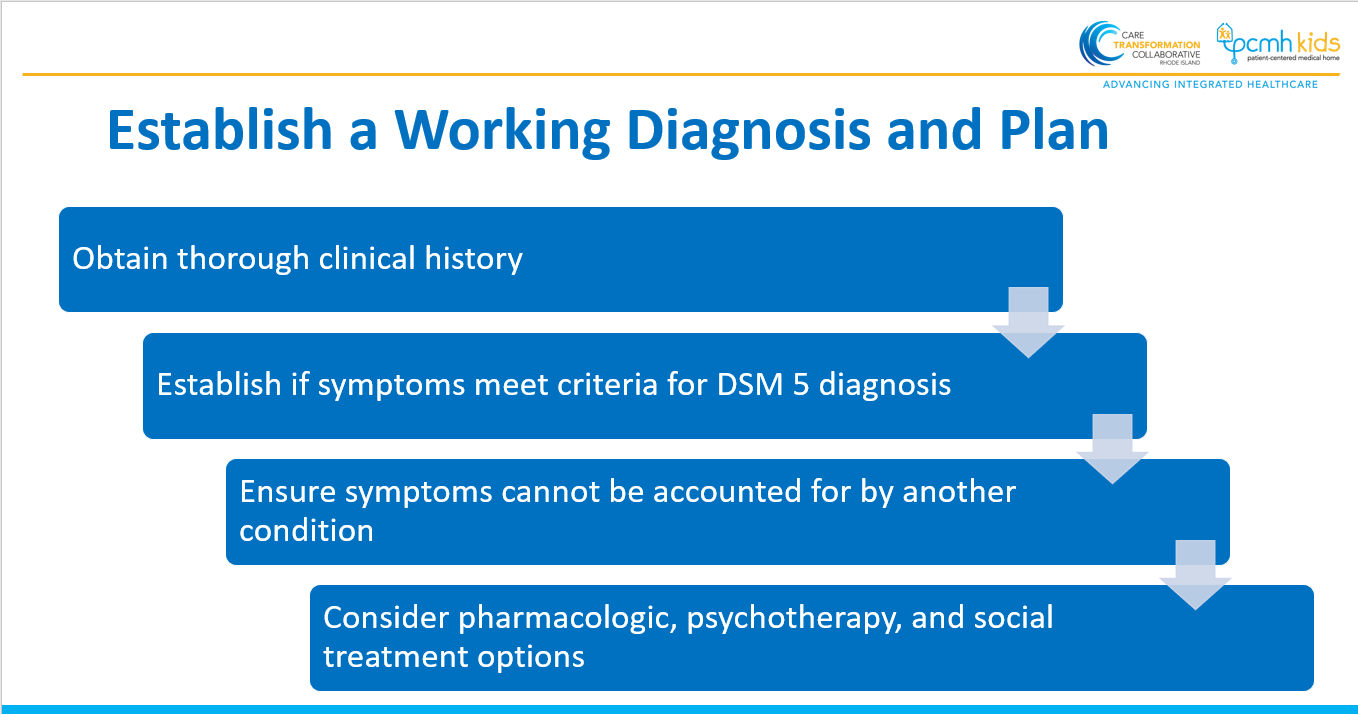 CARE
TRANSFORMATION
COLLABORATIVE
RHODE ISLAND
pcmh kids
patient-centered medical home
ADVANCING INTEGRATED HEALTHCARE
Establish a Working Diagnosis and Plan
Obtain thorough clinical history
Establish if symptoms meet criteria for DSM 5 diagnosis
Ensure symptoms cannot be accounted for by another
condition
Consider pharmacologic, psychotherapy, and social
treatment options